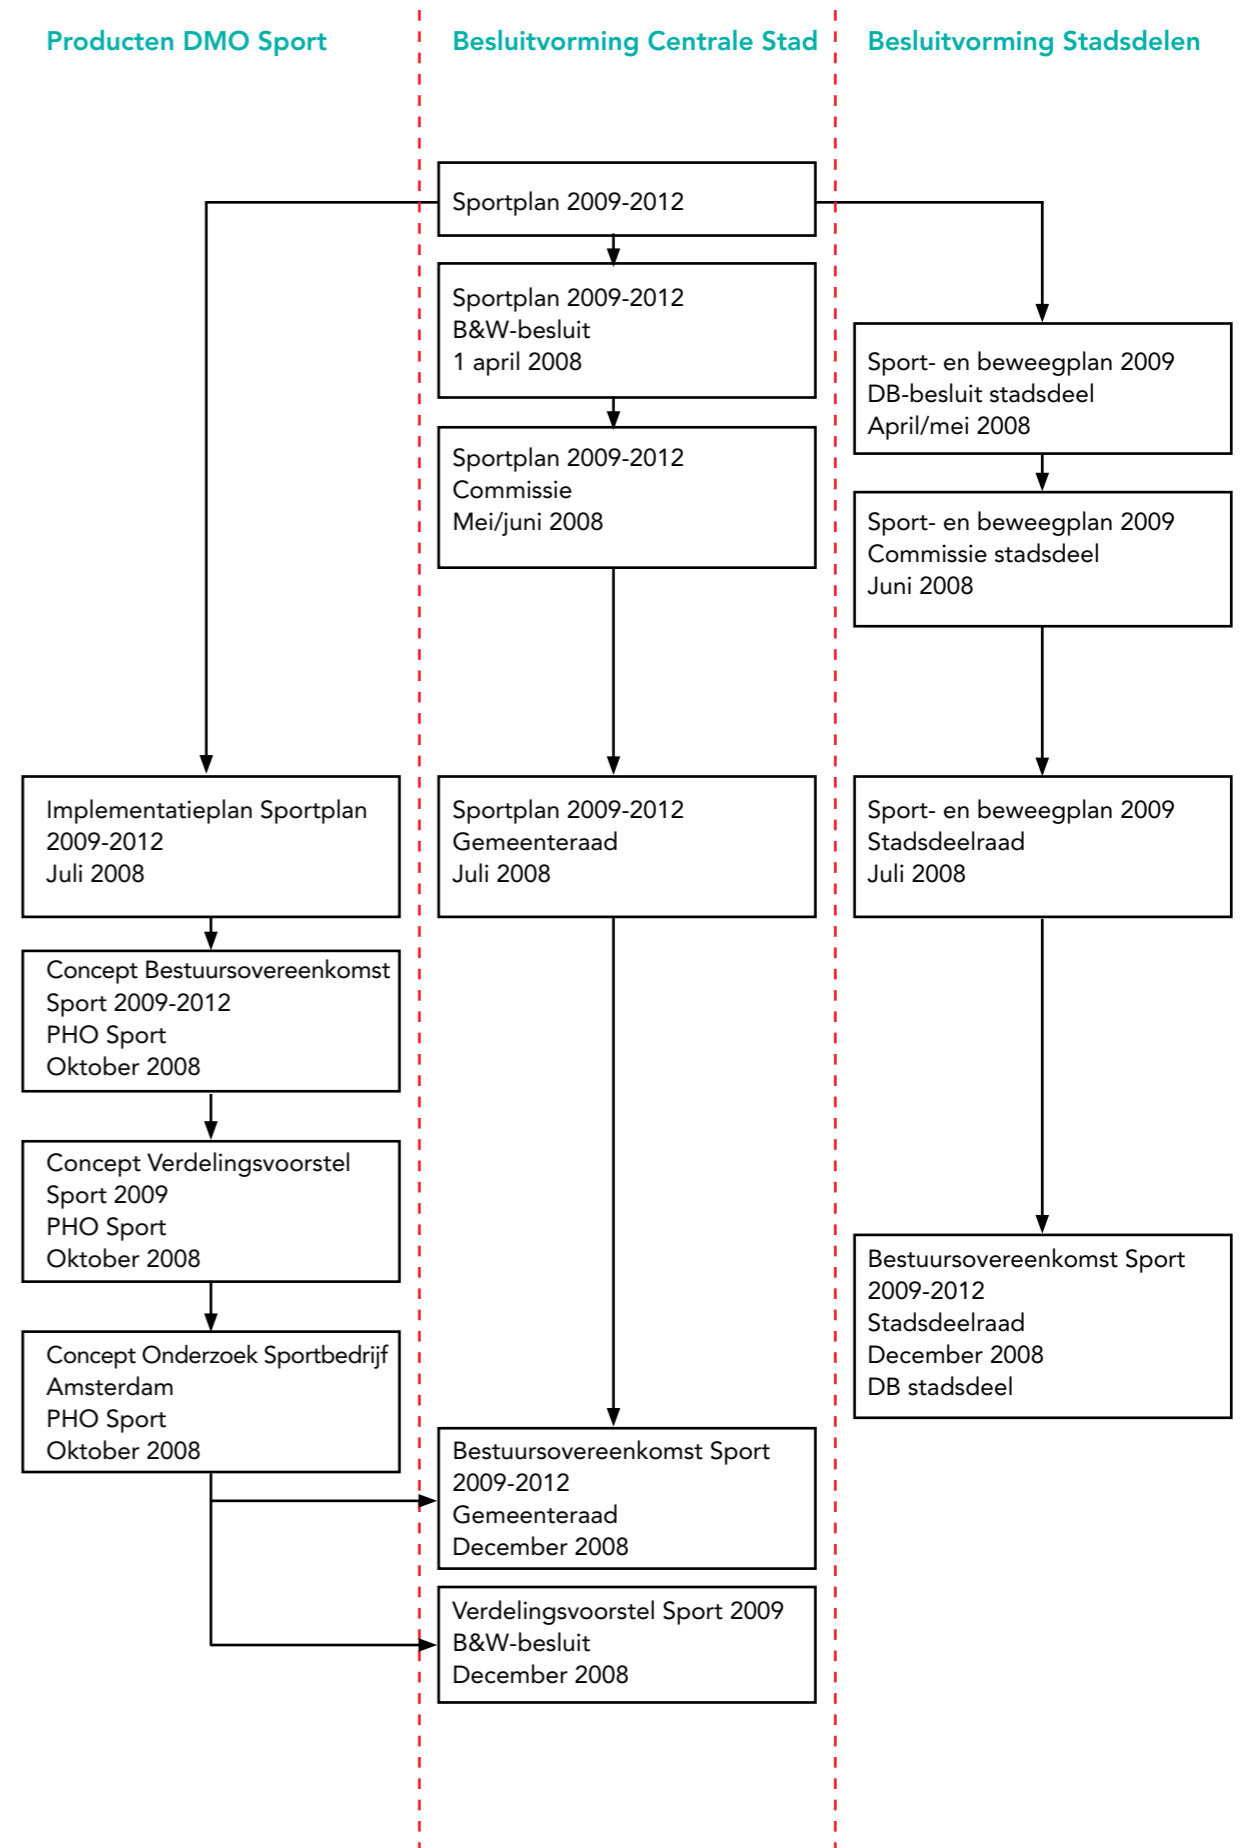 Producten DMO Sport
Besluitvorming Centrale Stad
Besluitvorming Stadsdelen
Sportplan 2009-2012
Sportplan 2009-2012
B&W-besluit
1 april 2008
Sport- en beweegplan 2009
DB-besluit stadsdeel
April/mei 2008
Sportplan 2009-2012
Commissie
Mei/juni 2008
Sport- en beweegplan 2009
Commissie stadsdeel
Juni 2008
Implementatieplan Sportplan
2009-2012
Juli 2008
Sportplan 2009-2012
Gemeenteraad
Juli 2008
Sport- en beweegplan 2009
Stadsdeelraad
Juli 2008
Concept Bestuursovereenkomst
Sport 2009-2012
PHO Sport
Oktober 2008
Concept Verdelingsvoorstel
Sport 2009
PHO Sport
Oktober 2008
Bestuursovereenkomst Sport
2009-2012
Stadsdeelraad
December 2008
DB stadsdeel
Concept Onderzoek Sportbedrijf
Amsterdam
PHO Sport
Oktober 2008
Bestuursovereenkomst Sport
2009-2012
Gemeenteraad
December 2008
Verdelingsvoorstel Sport 2009
B&W-besluit
December 2008